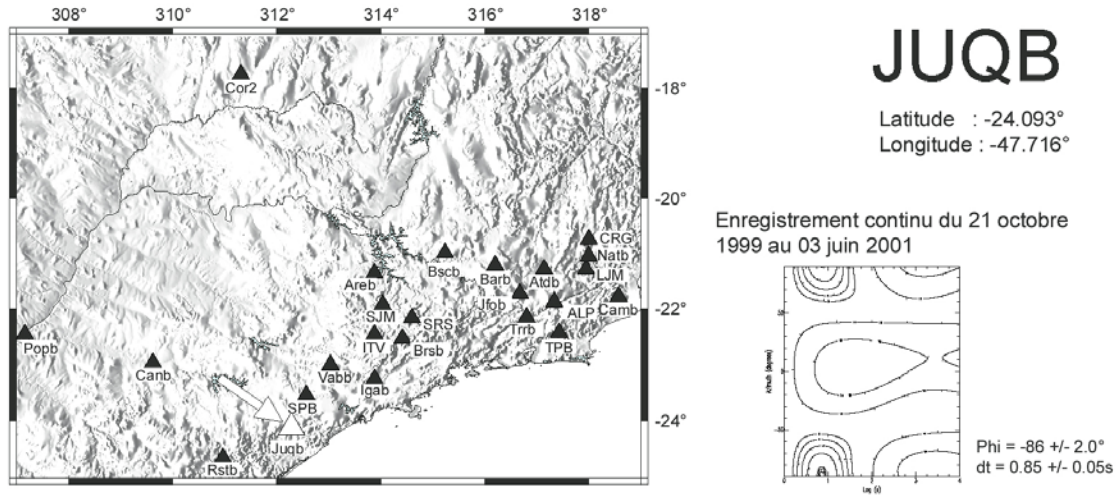 308° 310° 312° 314° 316° 318°
JUQB
Cor2
-18°
Latitude : -24.093°
Longitude : -47.716°
-20°
Enregistrement continu du 21 octobre
1999 au 03 juin 2001
CRG
Natb
Bscb
Barb
Atdb
LJM
Areb
Jfob
ALP
Camb
SJM
SRS
Trrb
-22°
Popb
ITV
Brsb
TPB
Canb
Vabb
Igab
SPB
-24°
Juqb
Rstb
Phi = -86 +/- 2.0°
dt = 0.85 +/- 0.05s
0 2 4
Lag (s)